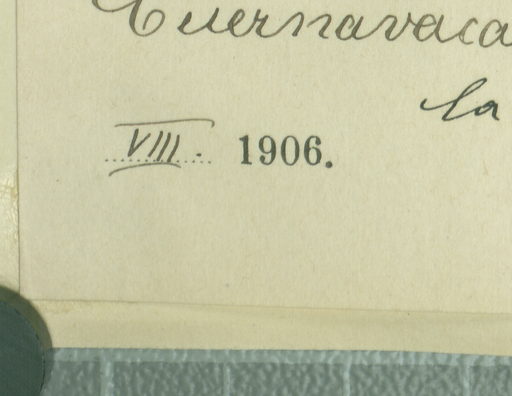 Cuernavaca
la
VIII. 1906.